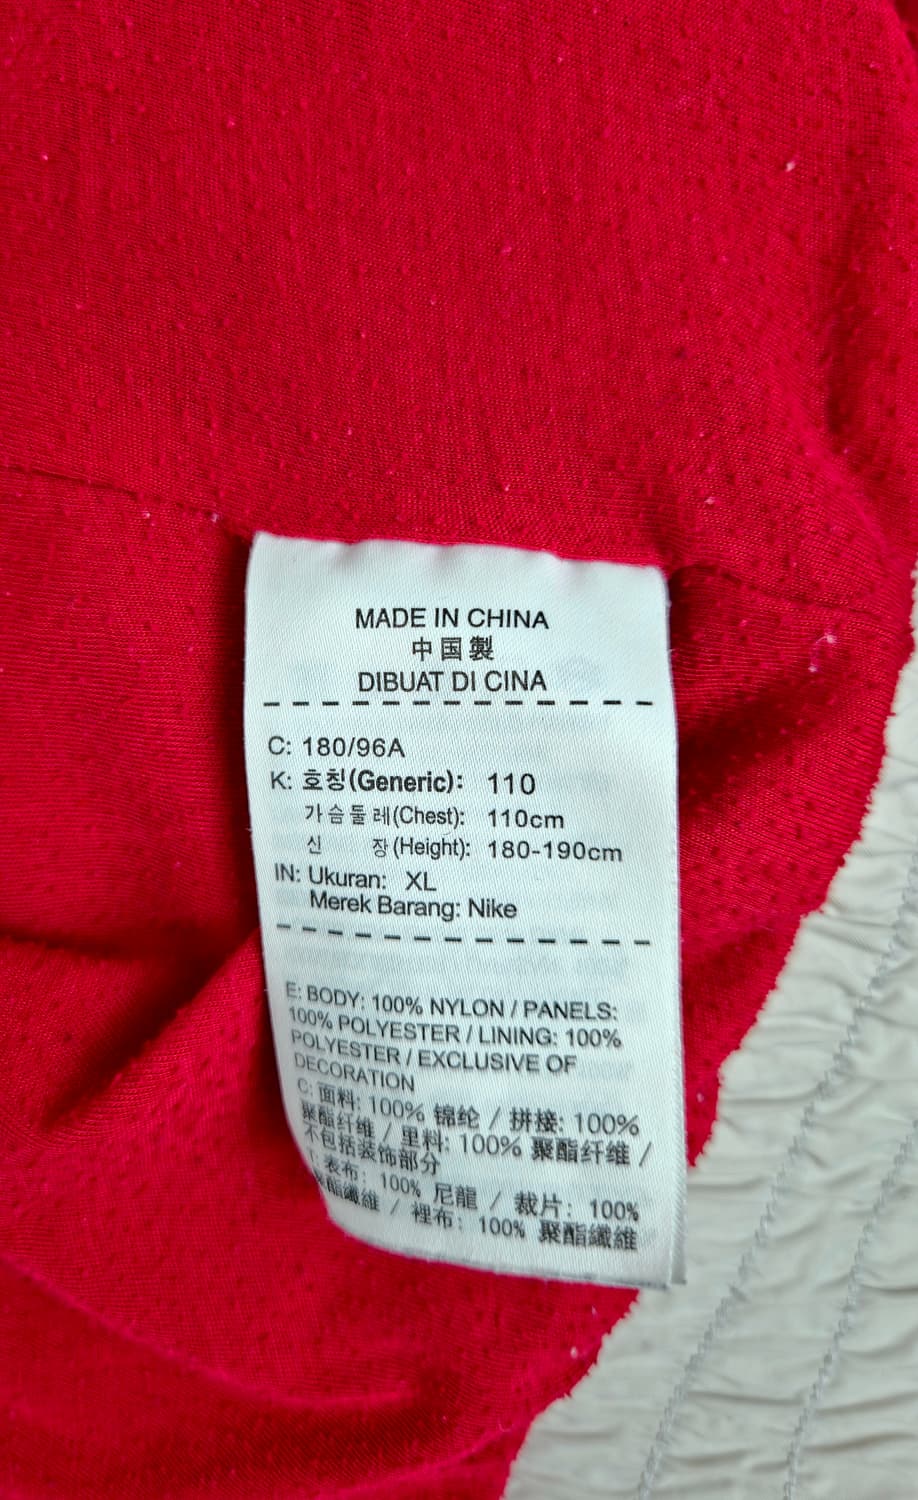 MADE IN CHINA
中国製
DIBUAT DI CINA
C: 180/96A
K: 호칭(Generic): 110
가슴둘레(Chest): 110cm
신 장(Height): 180-190cm
IN: Ukuran: XL
Merek Barang: Nike
E: BODY: 100% NYLON / PANELS:
100% POLYESTER / LINING: 100%
POLYESTER / EXCLUSIVE OF
DECORATION
C: 面料: 100% 锦纶 / 拼接: 100%
聚酯纤维 / 里料: 100% 聚酯纤维 /
不包括装饰部分
T: 表布: 100% 尼龍 / 裁片: 100%
酯纖維 / 裡布: 100% 聚酯纖維